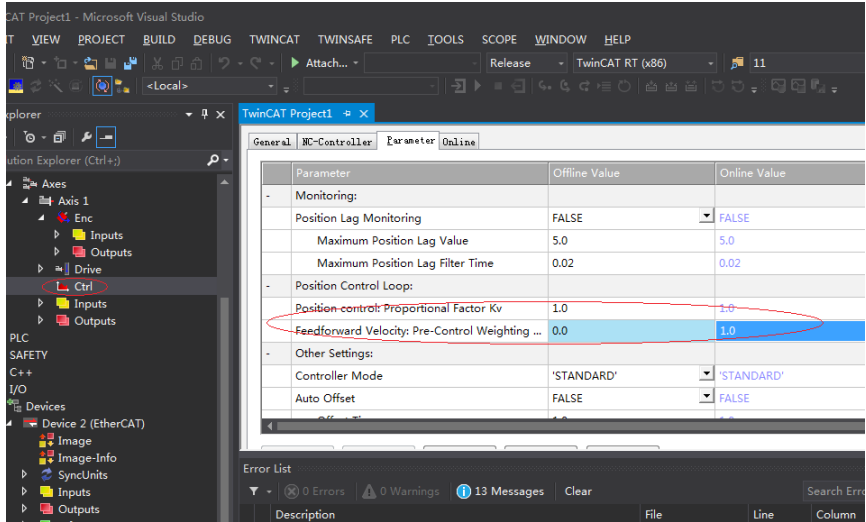 CAT Project1 - Microsoft Visual Studio
IT VIEW PROJECT BUILD DEBUG TWINCAT TWINSAFE PLC TOOLS SCOPE WINDOW HELP
Attach... Release TwinCAT RT (x86) 11
<Local>
xplorer
TwinCAT Project1
General NC-Controller Parameter Online
ution Explorer (Ctrl+;)
Axes
Axis 1
Enc
Inputs
Outputs
Drive
Ctrl
Inputs
Outputs
PLC
SAFETY
C++
I/O
Devices
Device 2 (EtherCAT)
Image
Image-Info
SyncUnits
Inputs
Outputs
Parameter Offline Value Online Value
- Monitoring:
Position Lag Monitoring FALSE FALSE
Maximum Position Lag Value 5.0 5.0
Maximum Position Lag Filter Time 0.02 0.02
- Position Control Loop:
Position control: Proportional Factor Kv 1.0 1.0
Feedforward Velocity: Pre-Control Weighting ... 0.0 1.0
- Other Settings:
Controller Mode 'STANDARD' 'STANDARD'
Auto Offset FALSE FALSE
Error List
0 Errors 0 Warnings 13 Messages Clear Search Erro
Description File Line Column